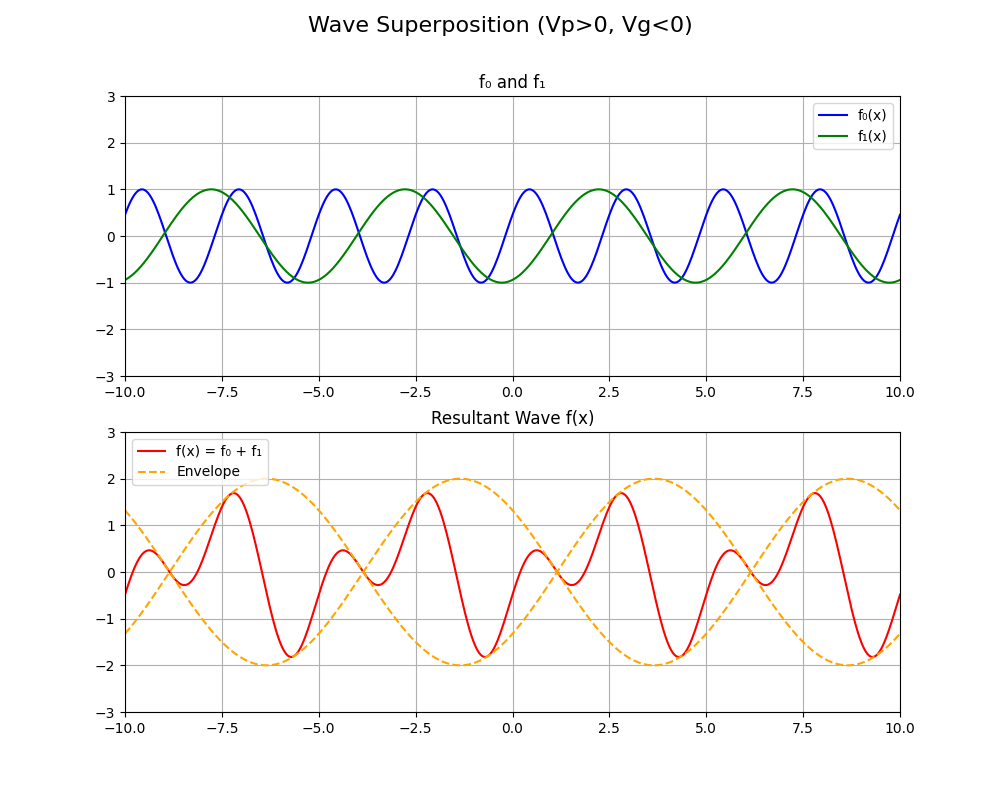 Wave Superposition (Vp>0, Vg<0)
f₀ and f₁
3
2
1
0
−1
−2
−3
f₀(x)
f₁(x)
−10.0 −7.5 −5.0 −2.5 0.0 2.5 5.0 7.5 10.0
Resultant Wave f(x)
3
2
1
0
−1
−2
−3
f(x) = f₀ + f₁
Envelope
−10.0 −7.5 −5.0 −2.5 0.0 2.5 5.0 7.5 10.0